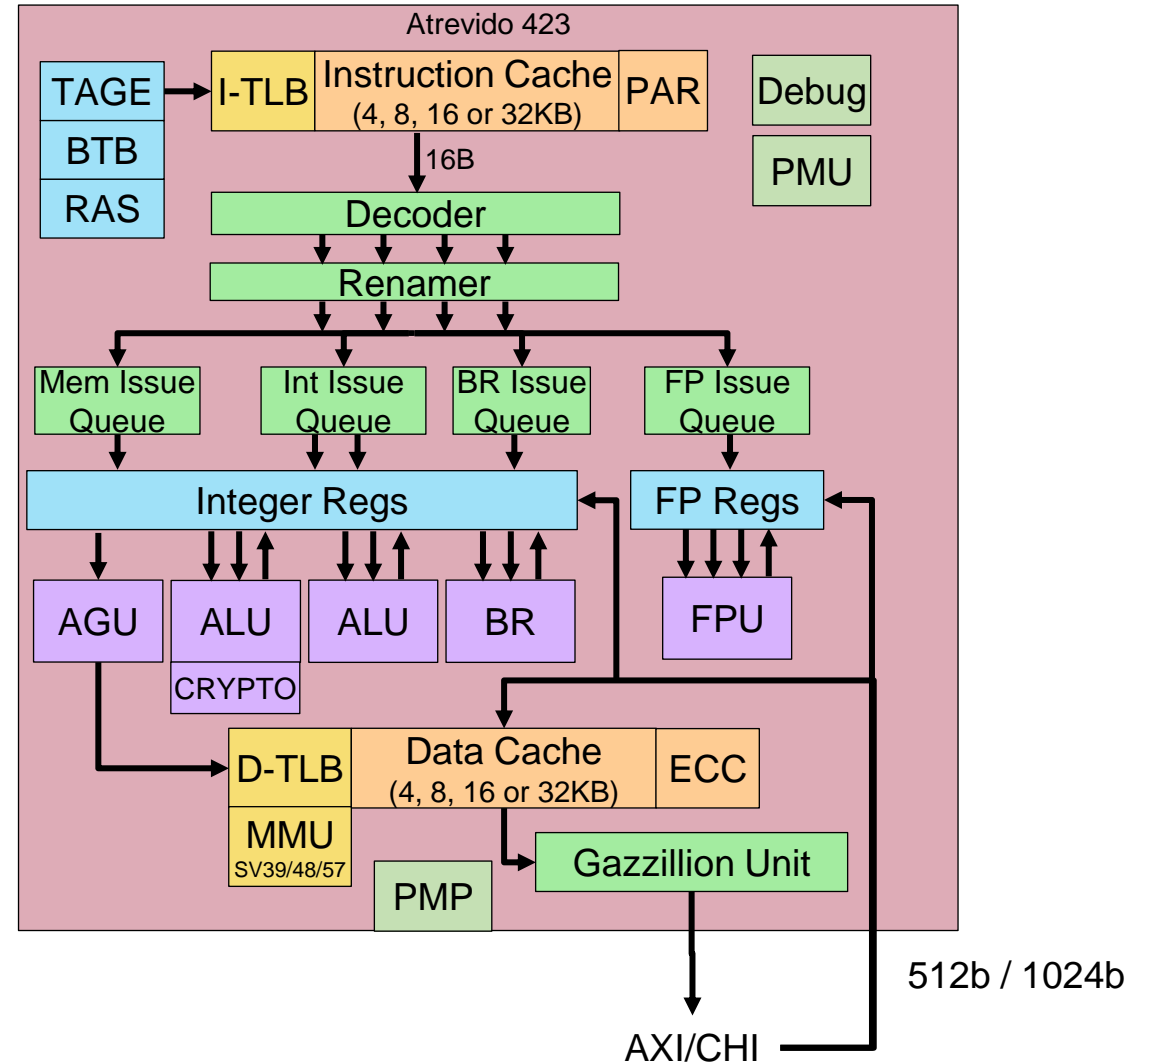 Atrevido 423
TAGE
BTB
RAS
I-TLB
Instruction Cache
(4, 8, 16 or 32KB)
PAR
Debug
PMU
16B
Decoder
Renamer
Mem Issue
Queue
Int Issue
Queue
BR Issue
Queue
FP Issue
Queue
Integer Regs
FP Regs
AGU
ALU
CRYPTO
ALU
BR
FPU
D-TLB
Data Cache
(4, 8, 16 or 32KB)
ECC
MMU
SV39/48/57
Gazzillion Unit
PMP
512b / 1024b
AXI/CHI